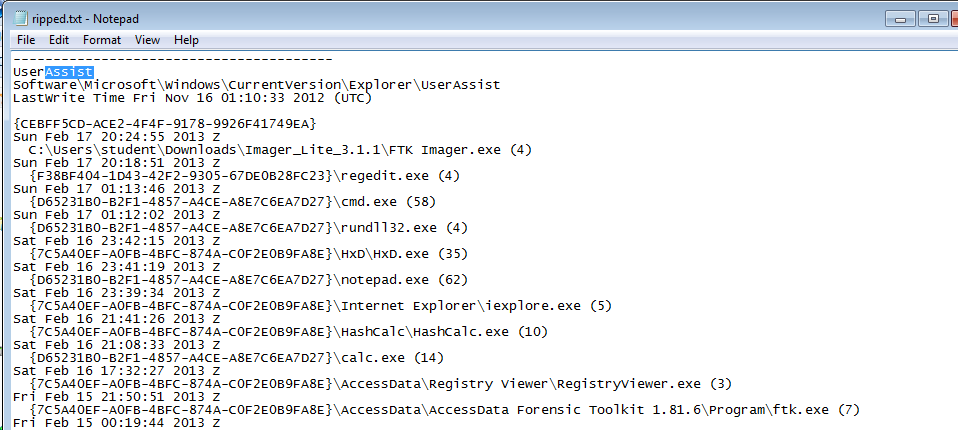 ripped.txt - Notepad
File Edit Format View Help
----------------------------------------
UserAssist
Software\Microsoft\Windows\CurrentVersion\Explorer\UserAssist
LastWrite Time Fri Nov 16 01:10:33 2012 (UTC)
{CEBFF5CD-ACE2-4F4F-9178-9926F41749EA}
Sun Feb 17 20:24:55 2013 Z
C:\Users\student\Downloads\Imager_Lite_3.1.1\FTK Imager.exe (4)
Sun Feb 17 20:18:51 2013 Z
{F38BF404-1D43-42F2-9305-67DE0B28FC23}\regedit.exe (4)
Sun Feb 17 01:13:46 2013 Z
{D65231B0-B2F1-4857-A4CE-A8E7C6EA7D27}\cmd.exe (58)
Sun Feb 17 01:12:02 2013 Z
{D65231B0-B2F1-4857-A4CE-A8E7C6EA7D27}\rundll32.exe (4)
Sat Feb 16 23:42:15 2013 Z
{7C5A40EF-A0FB-4BFC-874A-C0F2E0B9FA8E}\HxD\HxD.exe (35)
Sat Feb 16 23:41:19 2013 Z
{D65231B0-B2F1-4857-A4CE-A8E7C6EA7D27}\notepad.exe (62)
Sat Feb 16 23:39:34 2013 Z
{7C5A40EF-A0FB-4BFC-874A-C0F2E0B9FA8E}\Internet Explorer\iexplore.exe (5)
Sat Feb 16 21:41:26 2013 Z
{7C5A40EF-A0FB-4BFC-874A-C0F2E0B9FA8E}\HashCalc\HashCalc.exe (10)
Sat Feb 16 21:08:33 2013 Z
{D65231B0-B2F1-4857-A4CE-A8E7C6EA7D27}\calc.exe (14)
Sat Feb 16 17:32:27 2013 Z
{7C5A40EF-A0FB-4BFC-874A-C0F2E0B9FA8E}\AccessData\Registry Viewer\RegistryViewer.exe (3)
Fri Feb 15 21:50:51 2013 Z
{7C5A40EF-A0FB-4BFC-874A-C0F2E0B9FA8E}\AccessData\AccessData Forensic Toolkit 1.81.6\Program\ftk.exe (7)
Fri Feb 15 00:19:44 2013 Z